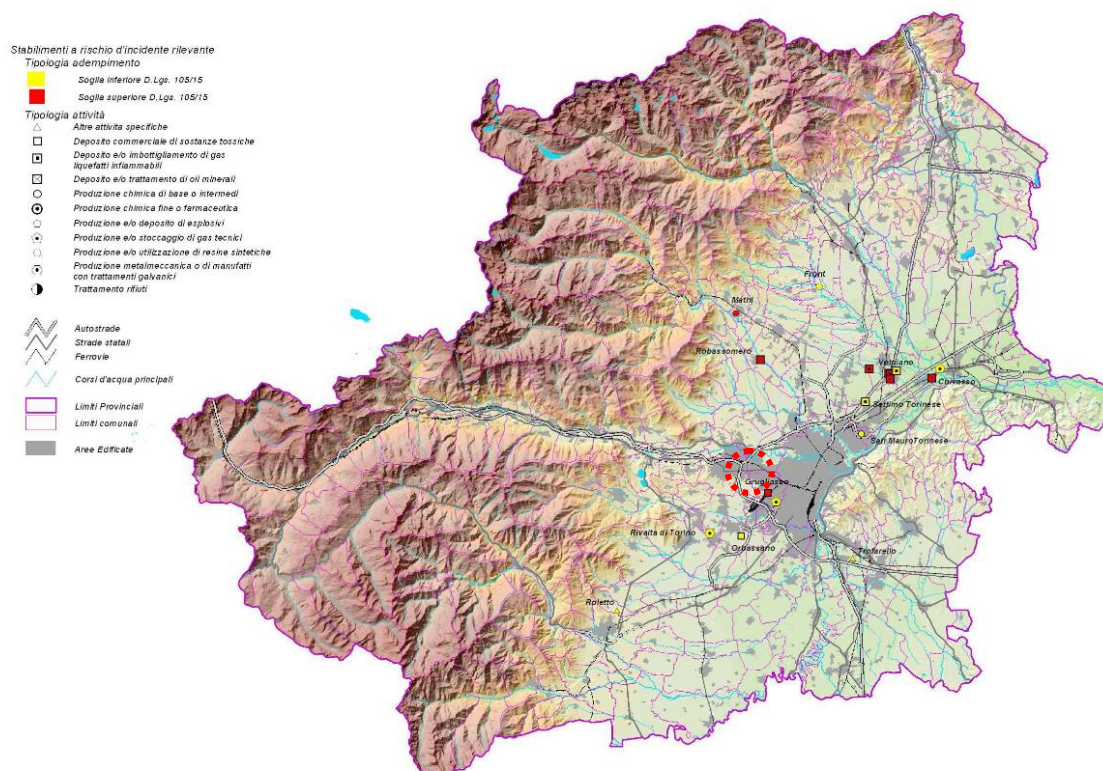 Stabilimenti a rischio d'incidente rilevante
Tipologia adempimento
Soglia inferiore D.Lgs. 105/15
Soglia superiore D.Lgs. 105/15
Tipologia attività
Altre attivita specifiche
Deposito commerciale di sostanze tossiche
Deposito e/o imbottigliamento di gas
liquefatti infiammabili
Deposito e/o trattamento di oli minerali
Produzione chimica di base o intermedi
Produzione chimica fine o farmaceutica
Produzione e/o deposito di esplosivi
Produzione e/o stoccaggio di gas tecnici
Produzione e/o utilizzazione di resine sintetiche
Produzione metalmeccanica o di manufatti
con trattamenti galvanici
Trattamento rifiuti
Autostrade
Strade statali
Ferrovie
Corsi d'acqua principali
Limiti Provinciali
Limiti comunali
Aree Edificate
Front
Mathi
Robassomero
Volpiano
Chivasso
Settimo Torinese
San MauroTorinese
Grugliasco
Rivalta di Torino
Orbassano
Trofarello
Roletto